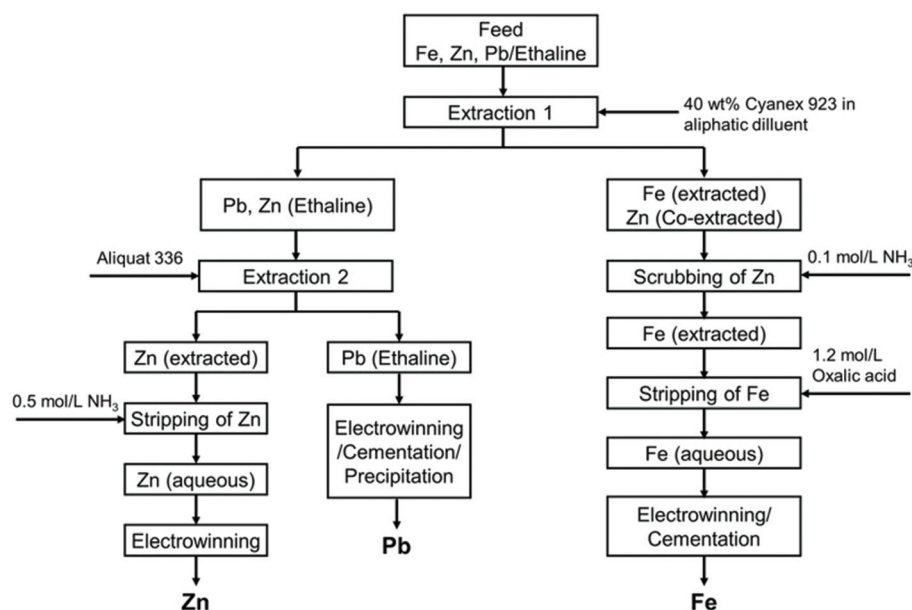 Feed
Fe, Zn, Pb/Ethaline
Extraction 1
40 wt% Cyanex 923 in
aliphatic dilluent
Pb, Zn (Ethaline)
Fe (extracted)
Zn (Co-extracted)
Aliquat 336
Extraction 2
Scrubbing of Zn
0.1 mol/L NH₃
Zn (extracted)
Pb (Ethaline)
Fe (extracted)
0.5 mol/L NH₃
Stripping of Zn
Electrowinning
/Cementation/
Precipitation
Stripping of Fe
1.2 mol/L
Oxalic acid
Zn (aqueous)
Fe (aqueous)
Electrowinning
Electrowinning/
Cementation
Pb
Zn
Fe